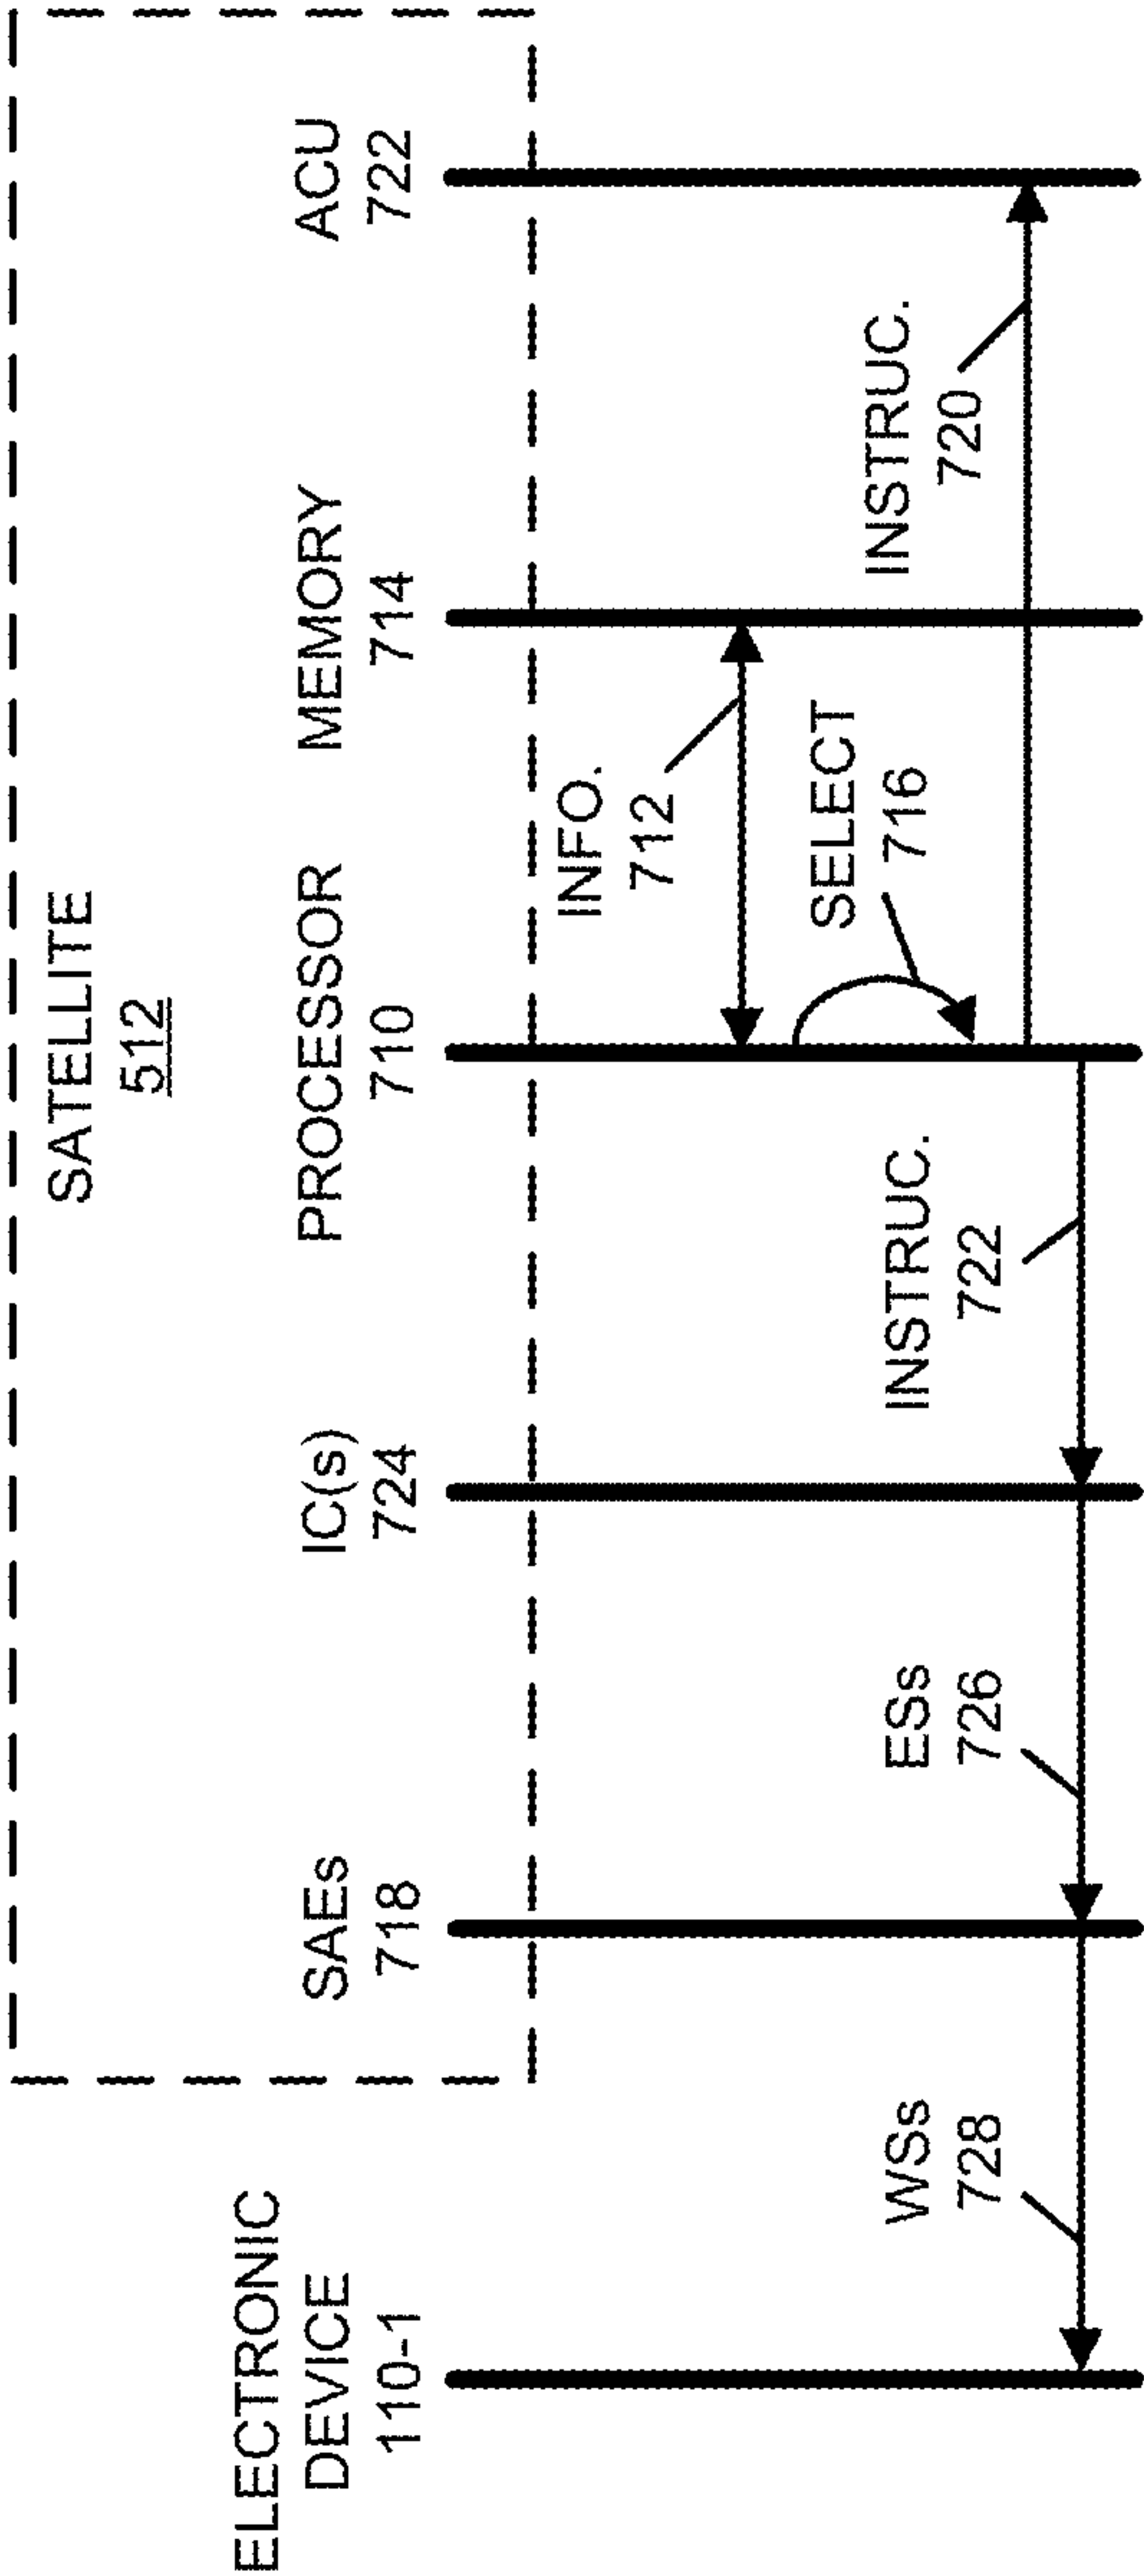 SATELLITE
512
ELECTRONIC
DEVICE
110-1
SAEs
718
IC(s)
724
PROCESSOR
710
MEMORY
714
ACU
722
INFO.
712
SELECT
716
INSTRUC.
720
INSTRUC.
722
ESs
726
WSs
728